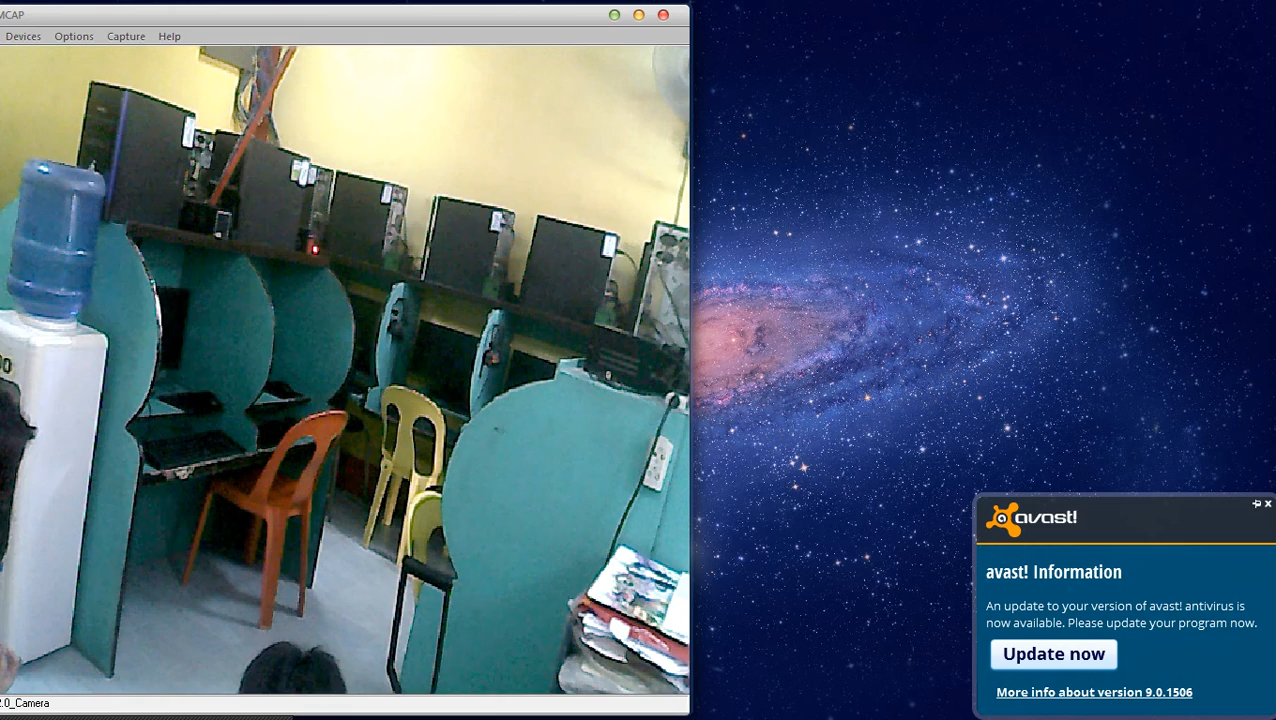 MCAP
Devices Options Capture Help
avast!
avast! Information
An update to your version of avast! antivirus is
now available. Please update your program now.
Update now
More info about version 9.0.1506
2.0_Camera